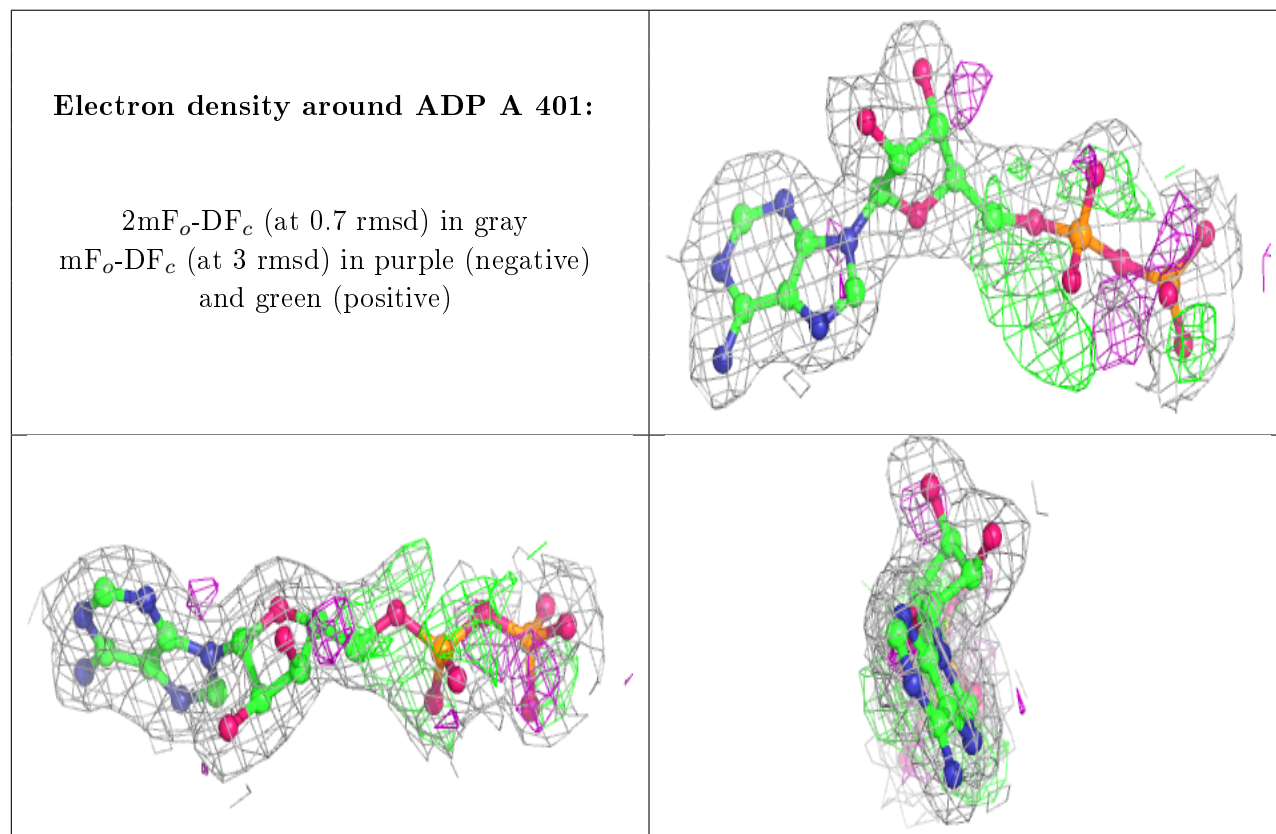 Electron density around ADP A 401:
2mFₒ-DF𝒸 (at 0.7 rmsd) in gray
mFₒ-DF𝒸 (at 3 rmsd) in purple (negative)
and green (positive)